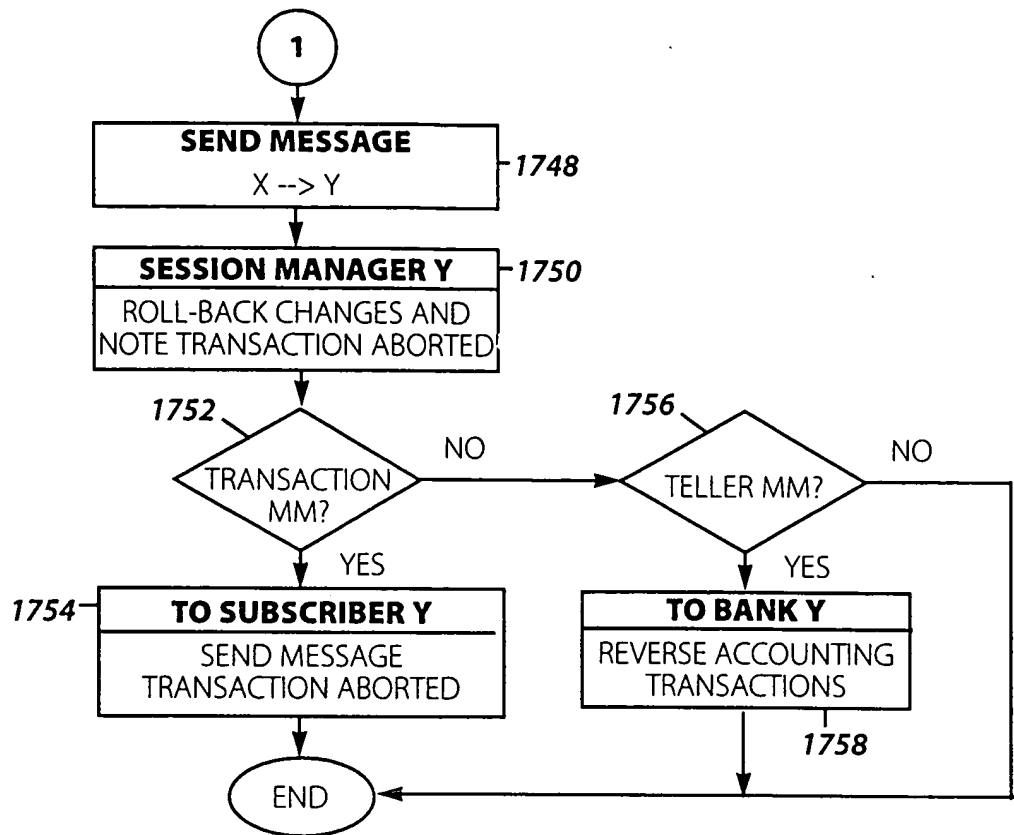 1
SEND MESSAGE
X --> Y
1748
SESSION MANAGER Y
1750
ROLL-BACK CHANGES AND
NOTE TRANSACTION ABORTED
1752
TRANSACTION
MM?
NO
YES
1756
TELLER MM?
NO
YES
1754
TO SUBSCRIBER Y
SEND MESSAGE
TRANSACTION ABORTED
TO BANK Y
REVERSE ACCOUNTING
TRANSACTIONS
1758
END